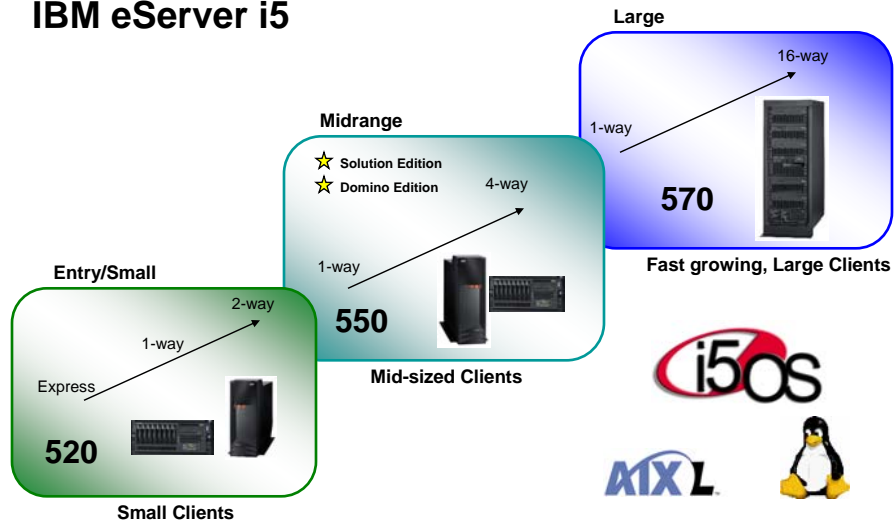 IBM eServer i5
Large
16-way
1-way
570
Fast growing, Large Clients
Midrange
Solution Edition
Domino Edition
4-way
1-way
550
Mid-sized Clients
Entry/Small
2-way
1-way
Express
520
Small Clients
i5OS
AIX L